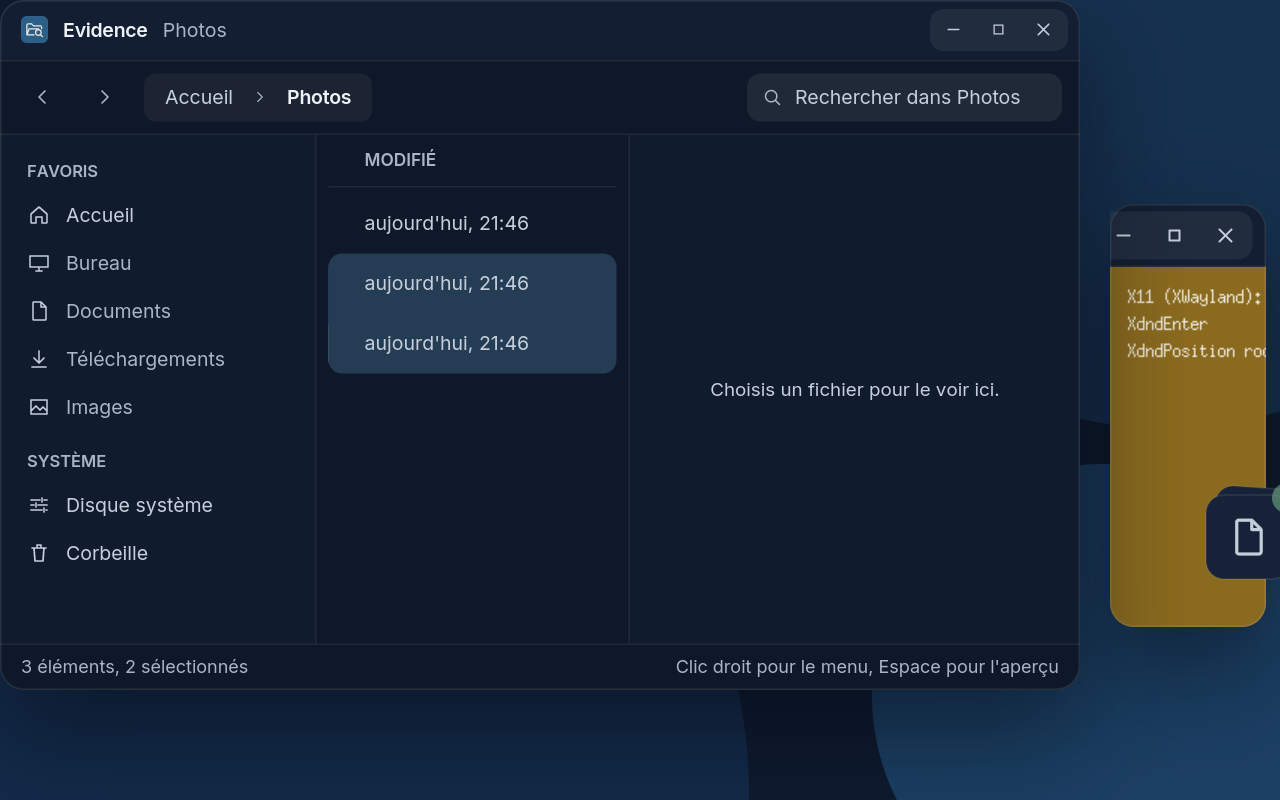 Evidence Photos
Accueil Photos
Rechercher dans Photos
FAVORIS
Accueil
Bureau
Documents
Téléchargements
Images
SYSTÈME
Disque système
Corbeille
MODIFIÉ
aujourd'hui, 21:46
aujourd'hui, 21:46
aujourd'hui, 21:46
Choisis un fichier pour le voir ici.
3 éléments, 2 sélectionnés
Clic droit pour le menu, Espace pour l'aperçu
X11 (XWayland):
XdndEnter
XdndPosition